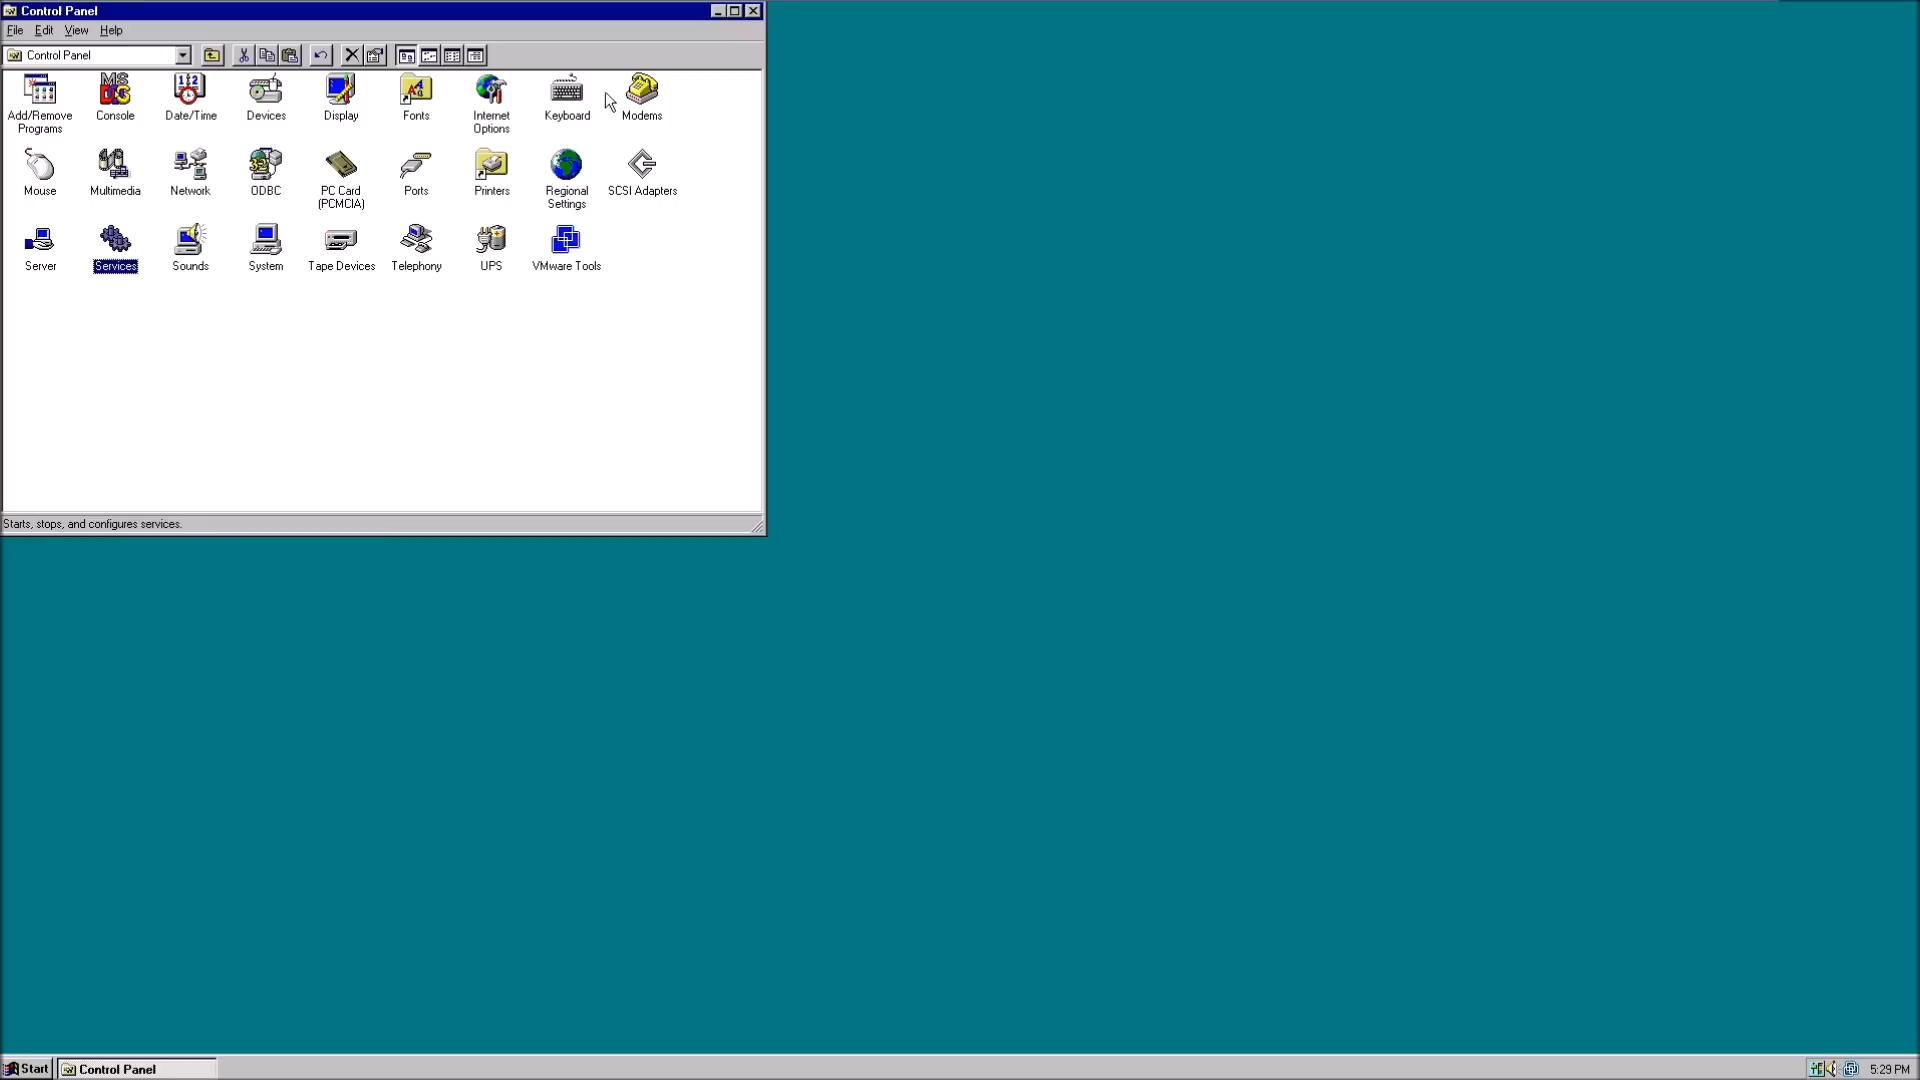 Control Panel
File Edit View Help
Control Panel
Add/Remove Programs
Console
Date/Time
Devices
Display
Fonts
Internet Options
Keyboard
Modems
Mouse
Multimedia
Network
ODBC
PC Card (PCMCIA)
Ports
Printers
Regional Settings
SCSI Adapters
Server
Services
Sounds
System
Tape Devices
Telephony
UPS
VMware Tools
Starts, stops, and configures services.
Start Control Panel 5:29 PM